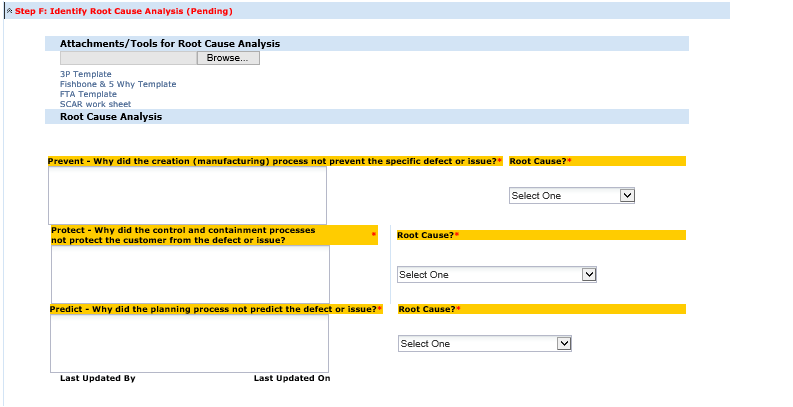 Step F: Identify Root Cause Analysis (Pending)
Attachments/Tools for Root Cause Analysis
Browse...
3P Template
Fishbone & 5 Why Template
FTA Template
SCAR work sheet
Root Cause Analysis
Prevent - Why did the creation (manufacturing) process not prevent the specific defect or issue?* Root Cause?*
Select One
Protect - Why did the control and containment processes
not protect the customer from the defect or issue? * Root Cause?*
Select One
Predict - Why did the planning process not predict the defect or issue?* Root Cause?*
Select One
Last Updated By Last Updated On